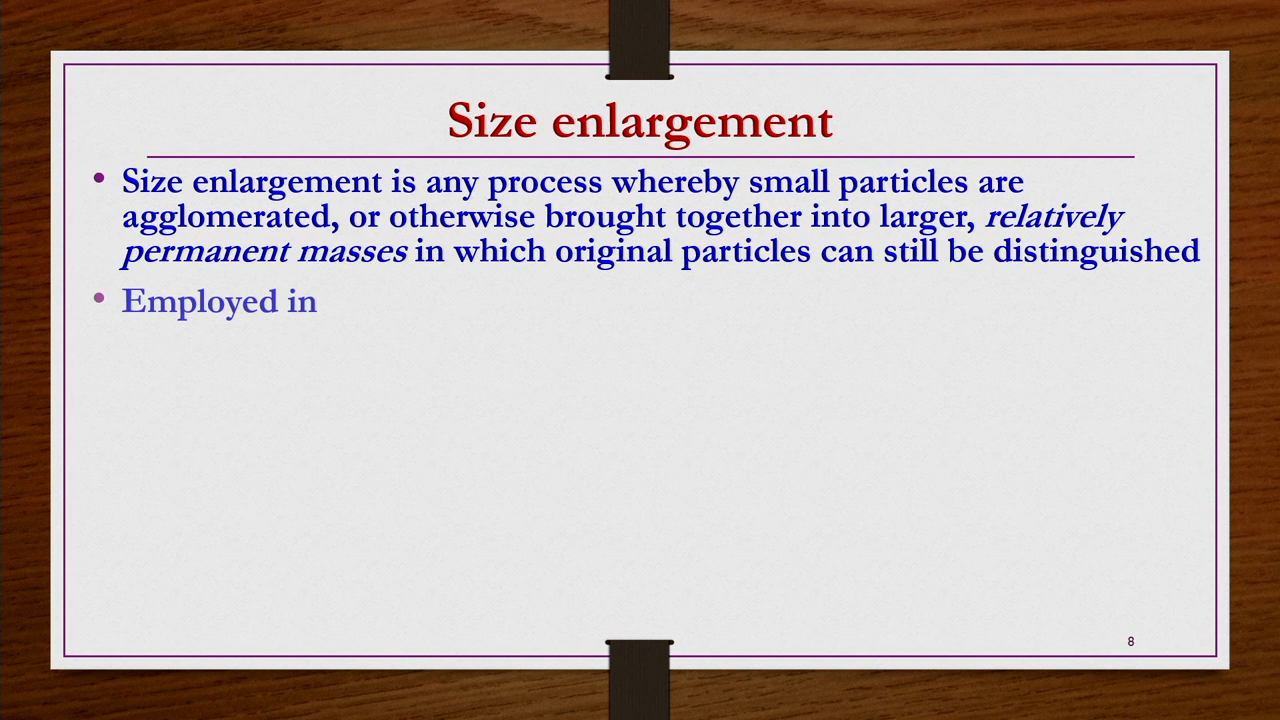 Size enlargement
• Size enlargement is any process whereby small particles are
agglomerated, or otherwise brought together into larger, relatively
permanent masses in which original particles can still be distinguished
• Employed in
8